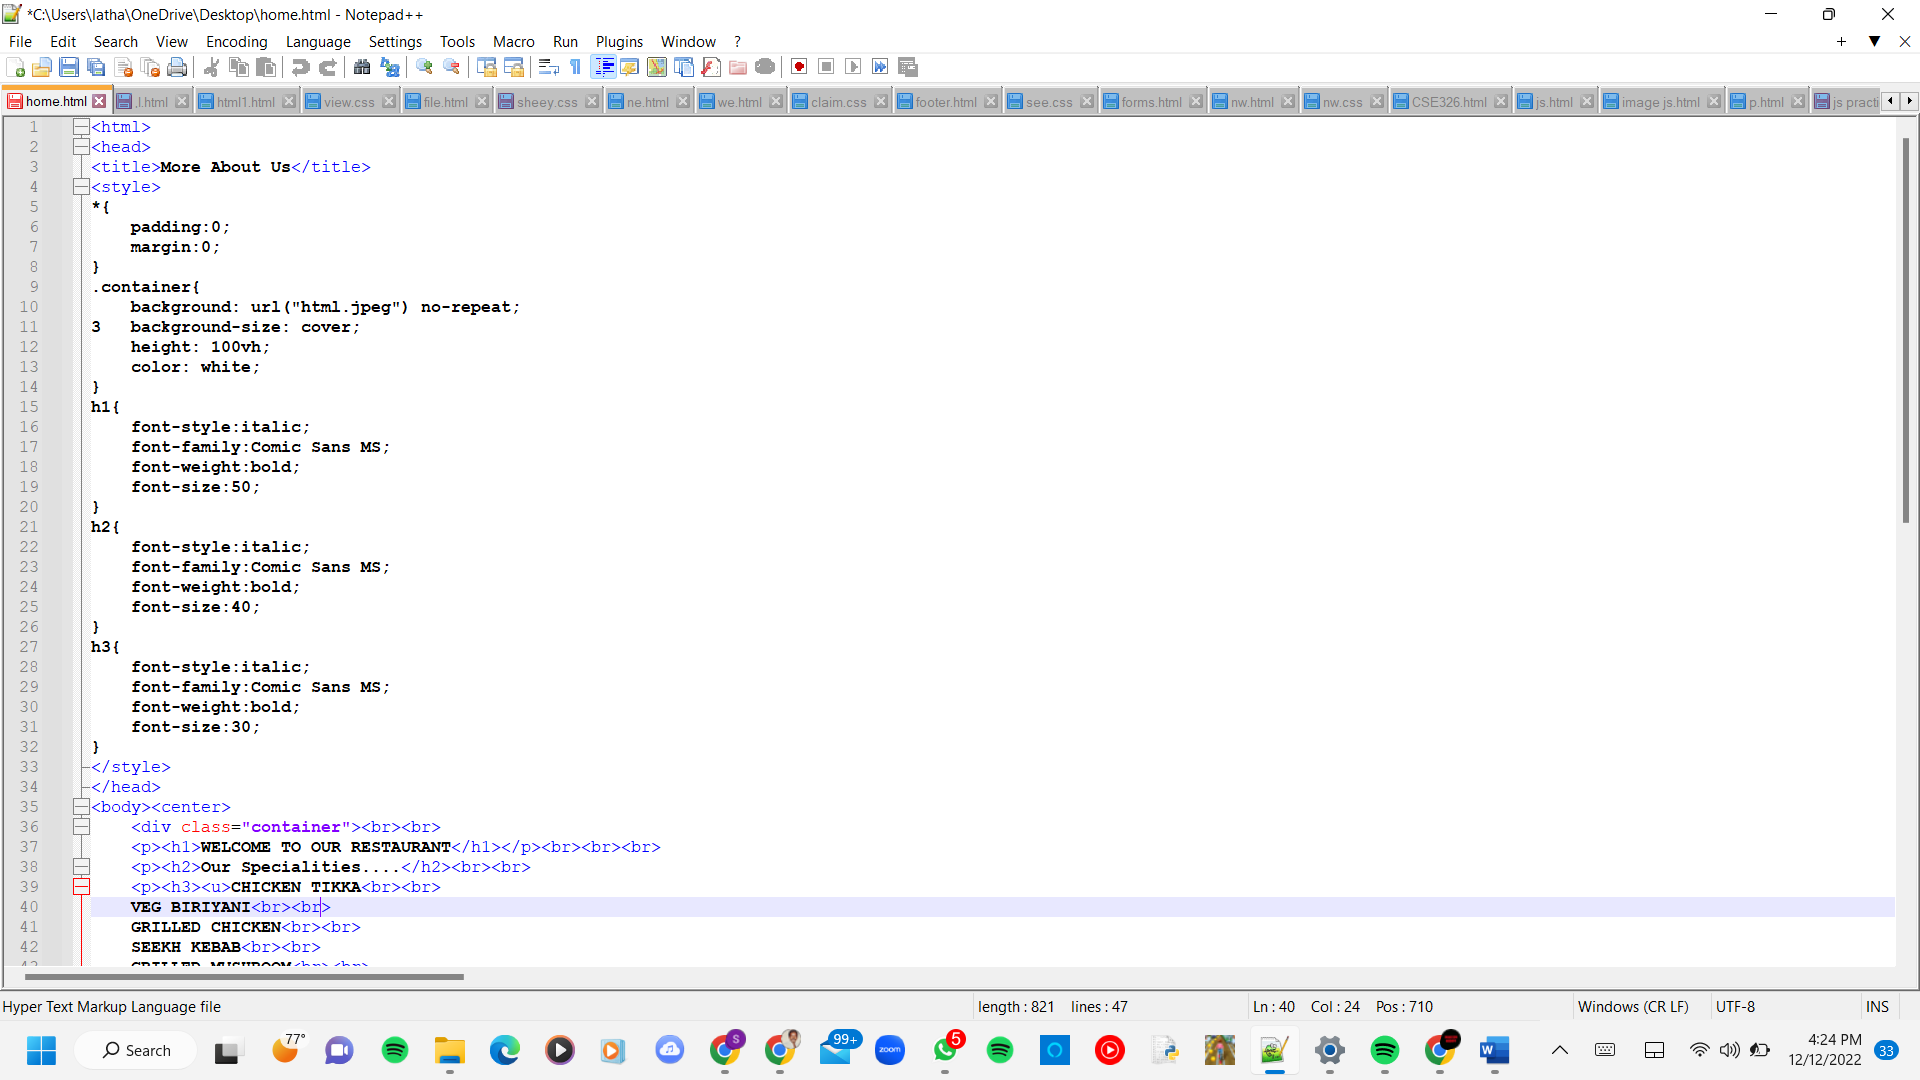 *C:\Users\latha\OneDrive\Desktop\home.html - Notepad++
File Edit Search View Encoding Language Settings Tools Macro Run Plugins Window ?
home.html .l.html html1.html view.css file.html sheey.css ne.html we.html claim.css footer.html see.css forms.html nw.html nw.css CSE326.html js.html image js.html p.html js practi
1 <html>
2 <head>
3 <title>More About Us</title>
4 <style>
5 *{
6 padding:0;
7 margin:0;
8 }
9 .container{
10 background: url("html.jpeg") no-repeat;
11 3 background-size: cover;
12 height: 100vh;
13 color: white;
14 }
15 h1{
16 font-style:italic;
17 font-family:Comic Sans MS;
18 font-weight:bold;
19 font-size:50;
20 }
21 h2{
22 font-style:italic;
23 font-family:Comic Sans MS;
24 font-weight:bold;
25 font-size:40;
26 }
27 h3{
28 font-style:italic;
29 font-family:Comic Sans MS;
30 font-weight:bold;
31 font-size:30;
32 }
33 </style>
34 </head>
35 <body><center>
36 <div class="container"><br><br>
37 <p><h1>WELCOME TO OUR RESTAURANT</h1></p><br><br><br>
38 <p><h2>Our Specialities....</h2><br><br>
39 <p><h3><u>CHICKEN TIKKA<br><br>
40 VEG BIRIYANI<br><br>
41 GRILLED CHICKEN<br><br>
42 SEEKH KEBAB<br><br>
43 GRILLED MUSHROOM<br><br>
Hyper Text Markup Language file length : 821 lines : 47 Ln : 40 Col : 24 Pos : 710 Windows (CR LF) UTF-8 INS
Search 77° 99+ zoom 5 4:24 PM
12/12/2022 33